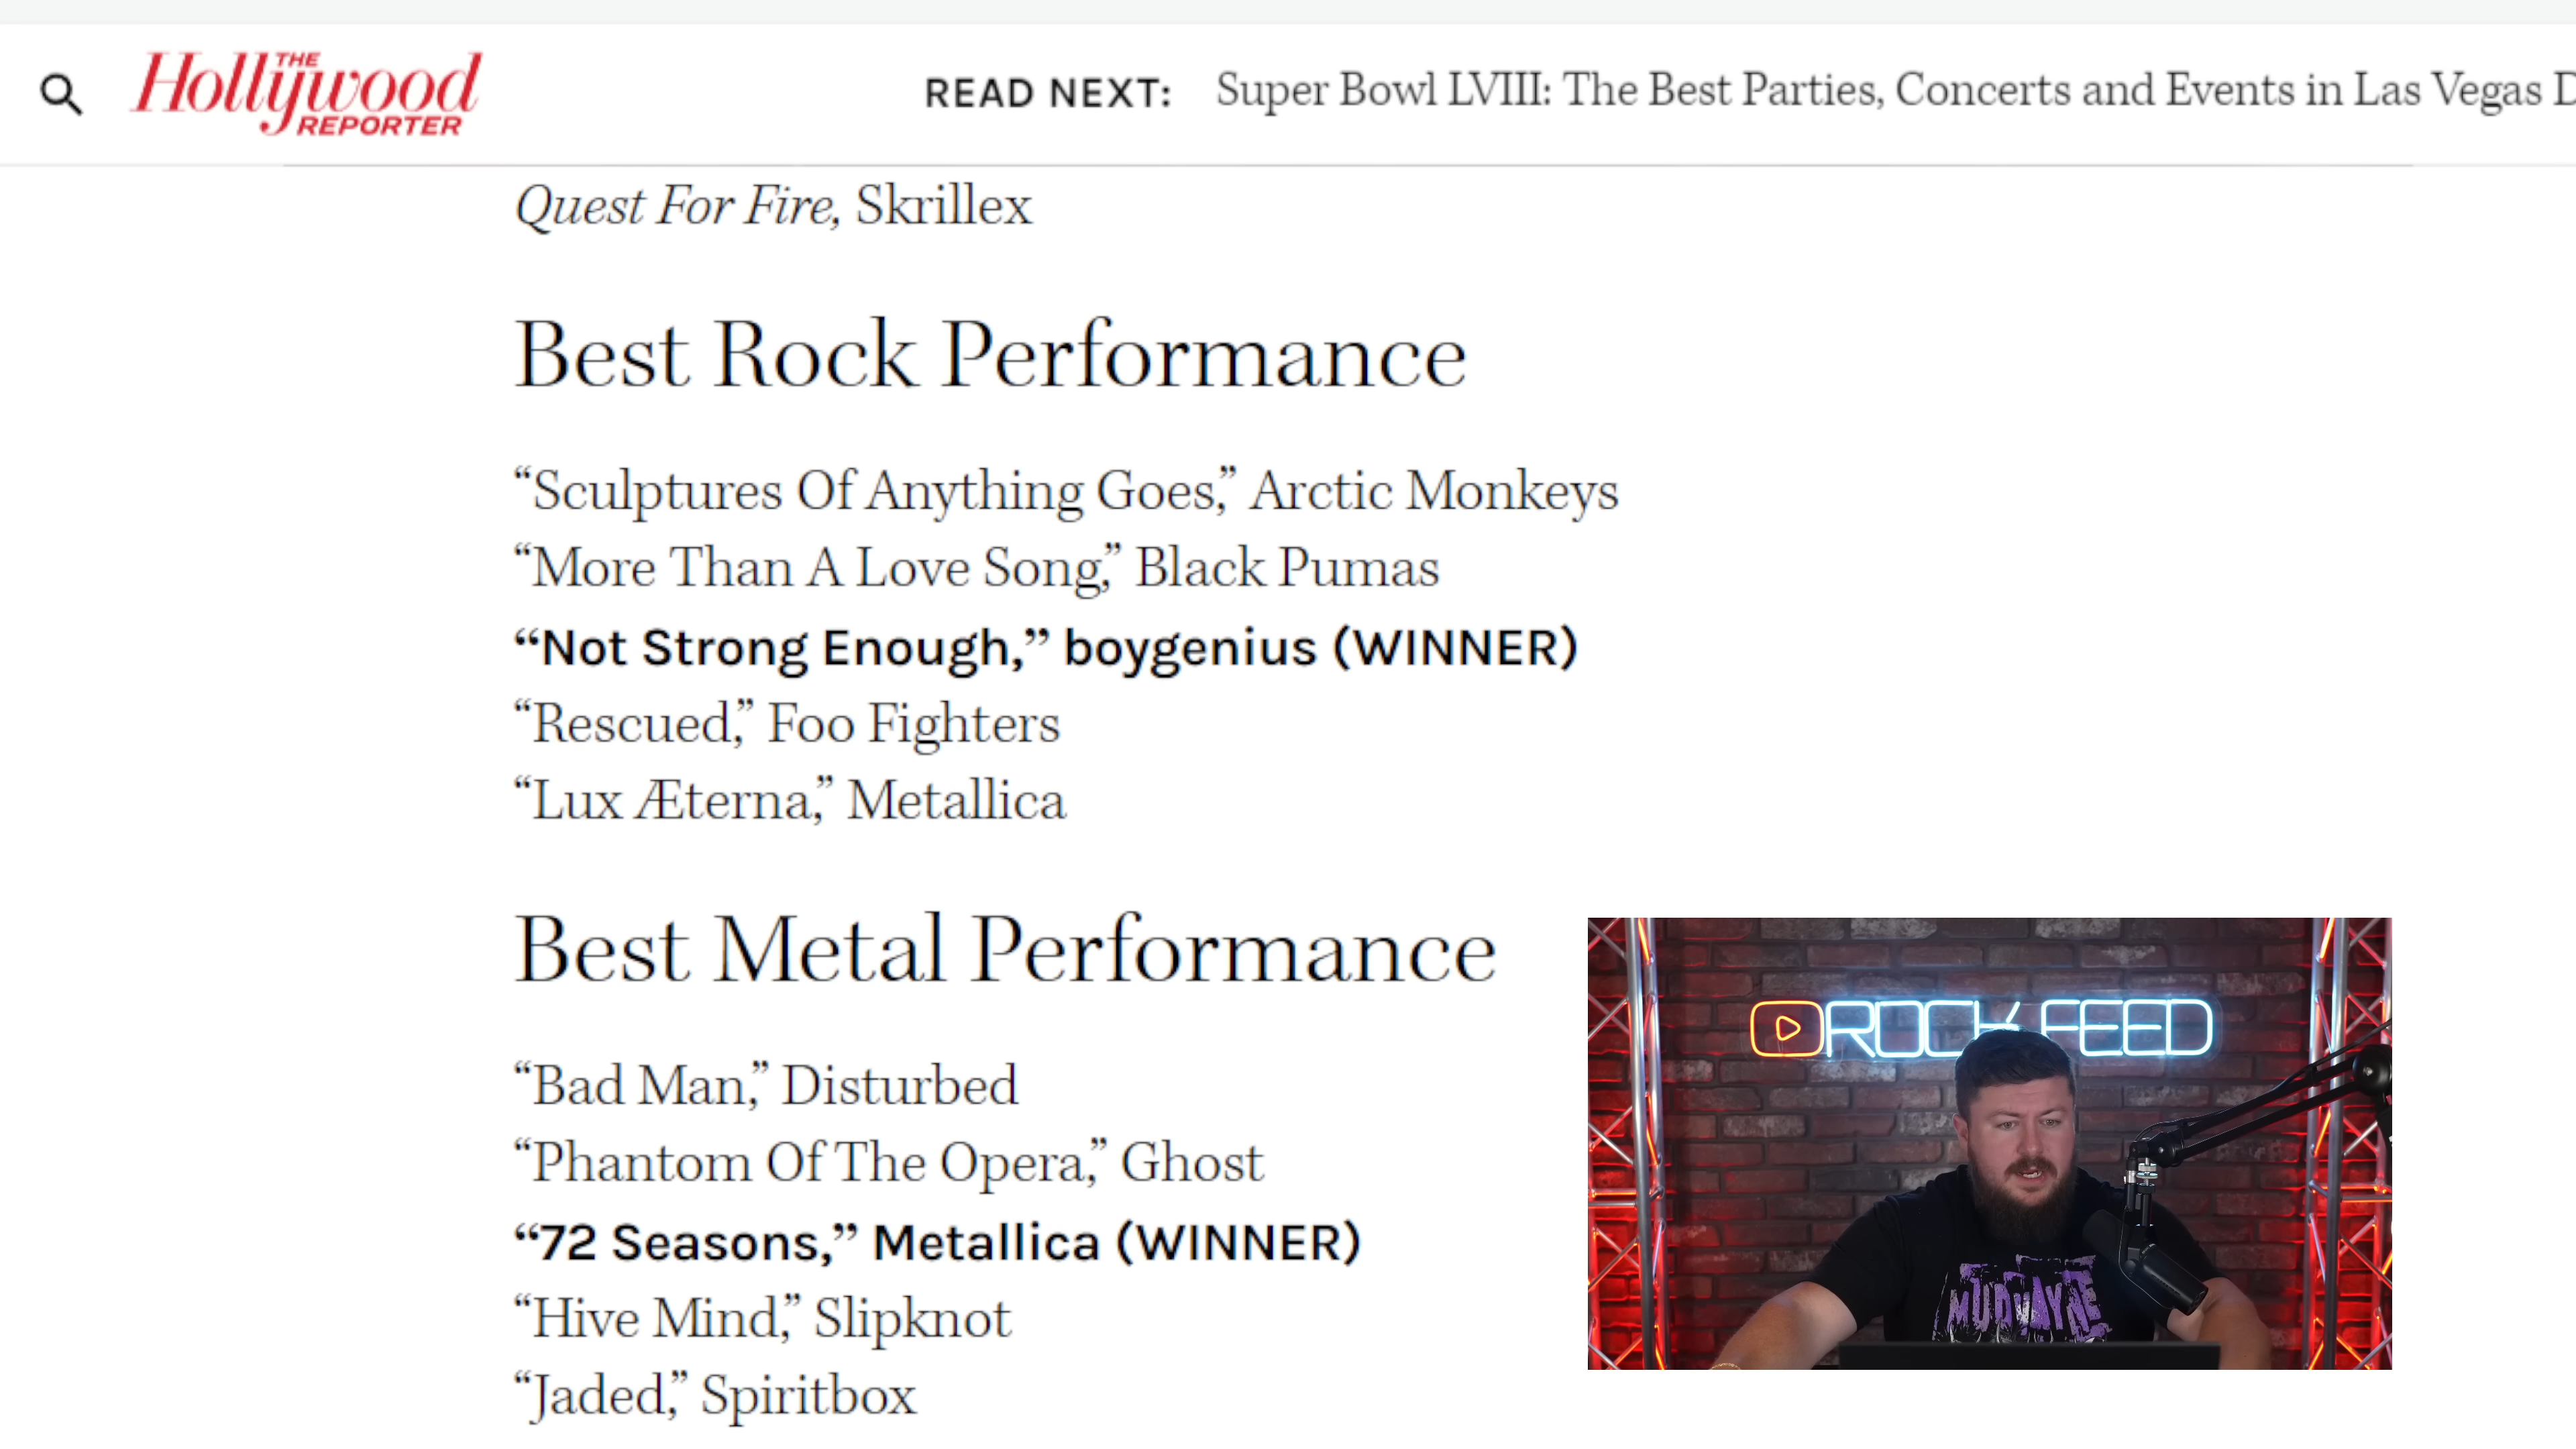 THE
Hollywood
REPORTER
READ NEXT: Super Bowl LVIII: The Best Parties, Concerts and Events in Las Vegas D
Quest For Fire, Skrillex
Best Rock Performance
“Sculptures Of Anything Goes,” Arctic Monkeys
“More Than A Love Song,” Black Pumas
“Not Strong Enough,” boygenius (WINNER)
“Rescued,” Foo Fighters
“Lux Æterna,” Metallica
Best Metal Performance
“Bad Man,” Disturbed
“Phantom Of The Opera,” Ghost
“72 Seasons,” Metallica (WINNER)
“Hive Mind,” Slipknot
“Jaded,” Spiritbox
ROCK FEED
MUDVAYNE